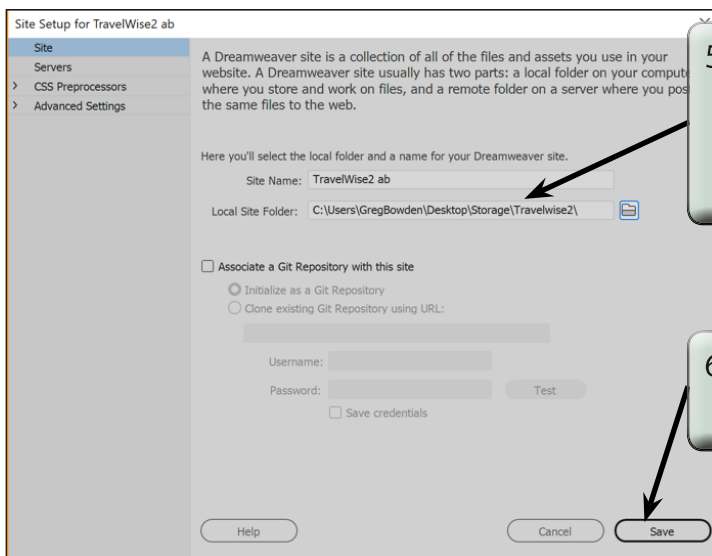 Site Setup for TravelWise2 ab
Site
Servers
CSS Preprocessors
Advanced Settings
A Dreamweaver site is a collection of all of the files and assets you use in your
website. A Dreamweaver site usually has two parts: a local folder on your compute
where you store and work on files, and a remote folder on a server where you pos
the same files to the web.
Here you'll select the local folder and a name for your Dreamweaver site.
Site Name: TravelWise2 ab
Local Site Folder: C:\Users\GregBowden\Desktop\Storage\Travelwise2\
Associate a Git Repository with this site
Initialize as a Git Repository
Clone existing Git Repository using URL:
Username:
Password:
Test
Save credentials
Help
Cancel
Save
5
6